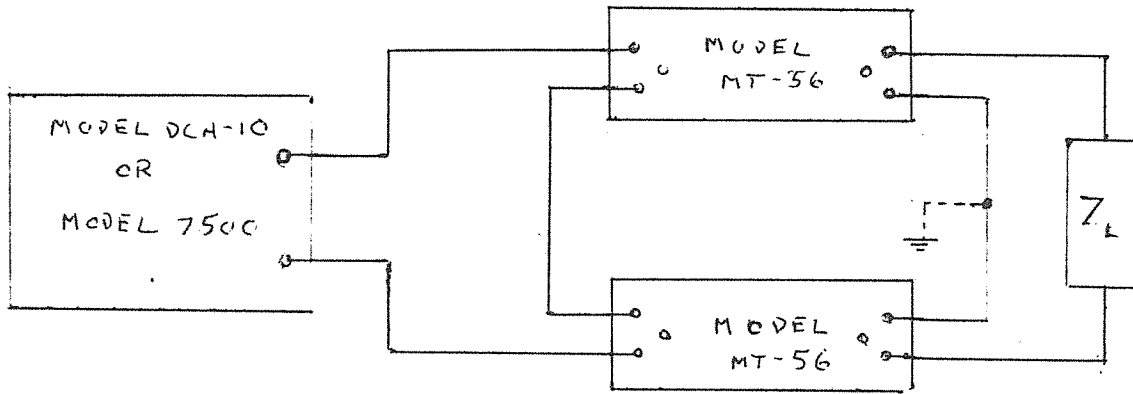 MODEL
MT-56
MODEL DCA-10
OR
MODEL 7500
Z_L
MODEL
MT-56